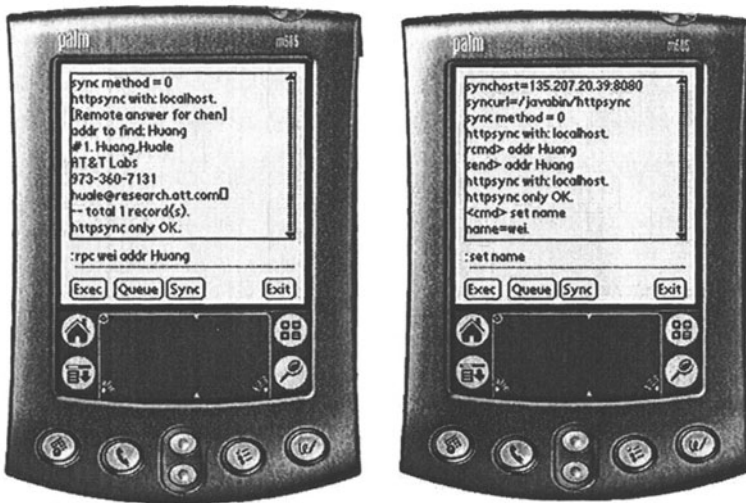 palm
m515
sync method = 0
httpsync with: localhost.
[Remote answer for chen]
addr to find: Huang
#1. Huang,Huale
AT&T Labs
973-360-7131
huale@research.att.com
-- total 1 record(s).
httpsync only OK.
:rpc wei addr Huang
Exec Queue Sync Exit
palm
m515
synchost=135.207.20.39:8080
syncurl=/javabin/httpsync
sync method = 0
httpsync with: localhost.
rcmd> addr Huang
send> addr Huang
httpsync with: localhost.
httpsync only OK.
<cmd> set name
name=wei.
:set name
Exec Queue Sync Exit